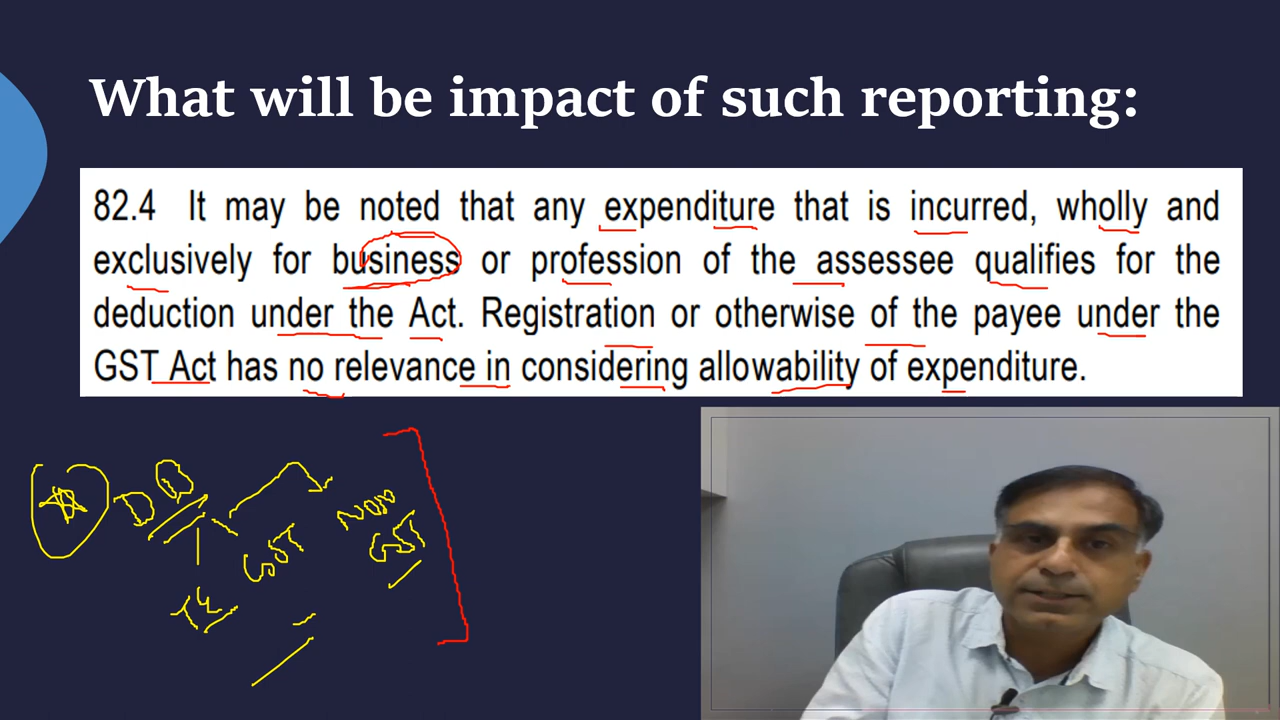 What will be impact of such reporting:
82.4 It may be noted that any expenditure that is incurred, wholly and
exclusively for business or profession of the assessee qualifies for the
deduction under the Act. Registration or otherwise of the payee under the
GST Act has no relevance in considering allowability of expenditure.
GST
Non
GST